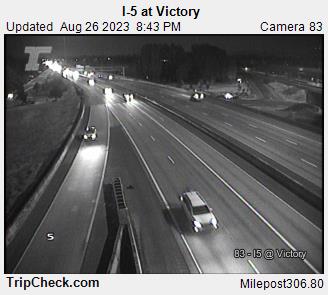 I-5 at Victory
Updated Aug 26 2023 8:43 PM Camera 83
S
83 - I5 @ Victory
TripCheck.com Milepost306.80